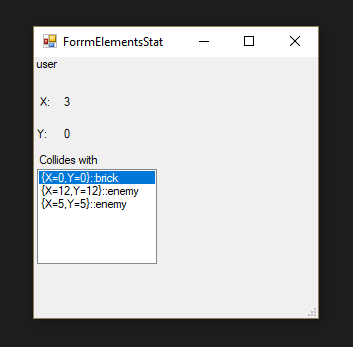 ForrmElementsStat
user
X: 3
Y: 0
Collides with
{X=0,Y=0}::brick
{X=12,Y=12}::enemy
{X=5,Y=5}::enemy